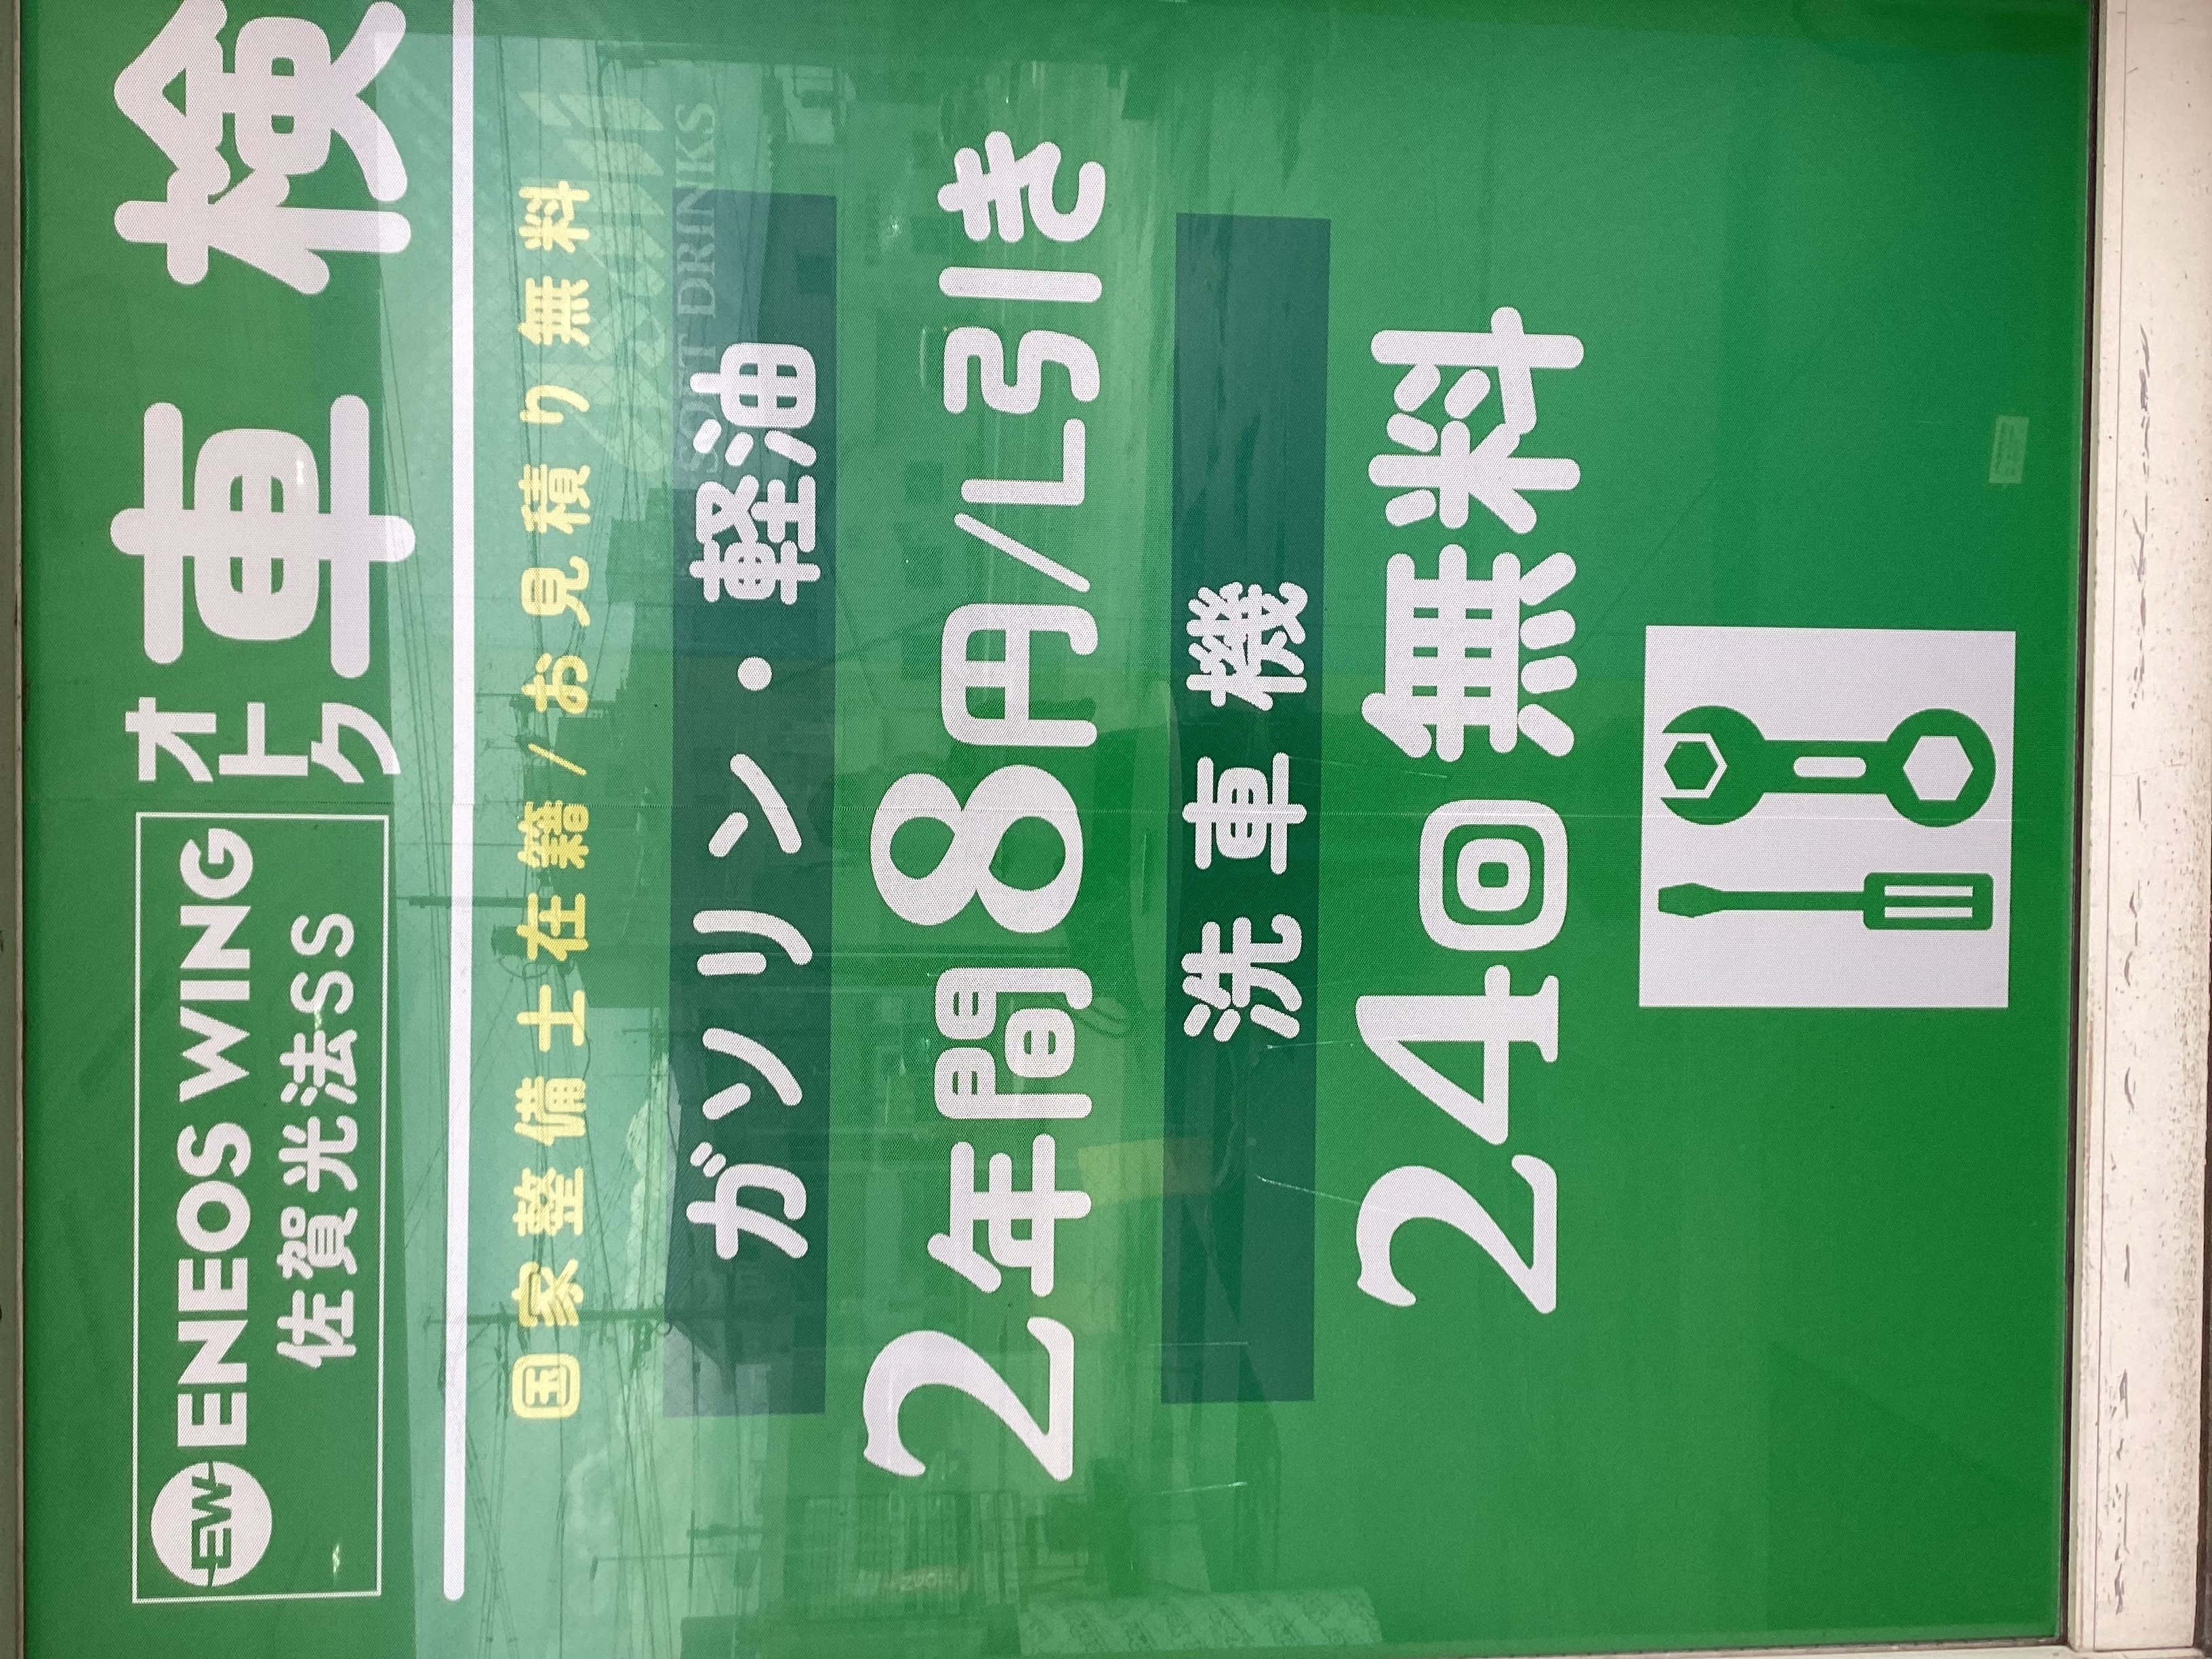 EW ENEOS WING
佐賀光法SS
オトク車検
国家整備士在籍/お見積り無料
ガソリン・軽油
2年間8円/L引き
洗車機
24回無料
SOFT DRINKS